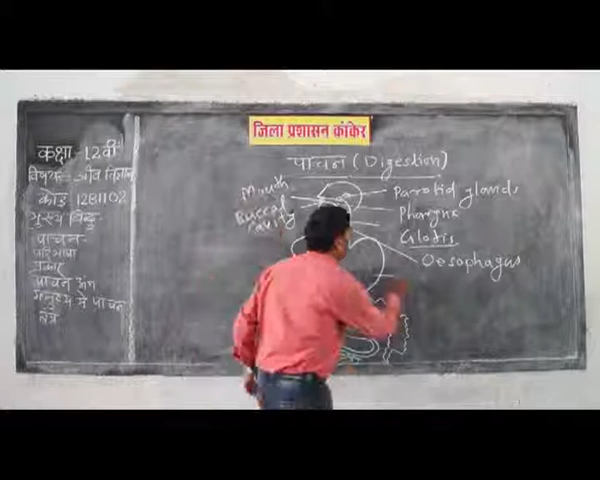 जिला प्रशासन कांकेर
पाचन (Digestion)
कक्षा- 12वीं
विषय- जीव विज्ञान
कोड 1281102
मुख्य बिंदु-
पाचन-
परिभाषा
प्रकार
पाचन अंग
मनुष्य में पाचन
तंत्र
Mouth
Buccal
cavity
Parotid glands
Pharynx
Glotis
Oesophagus